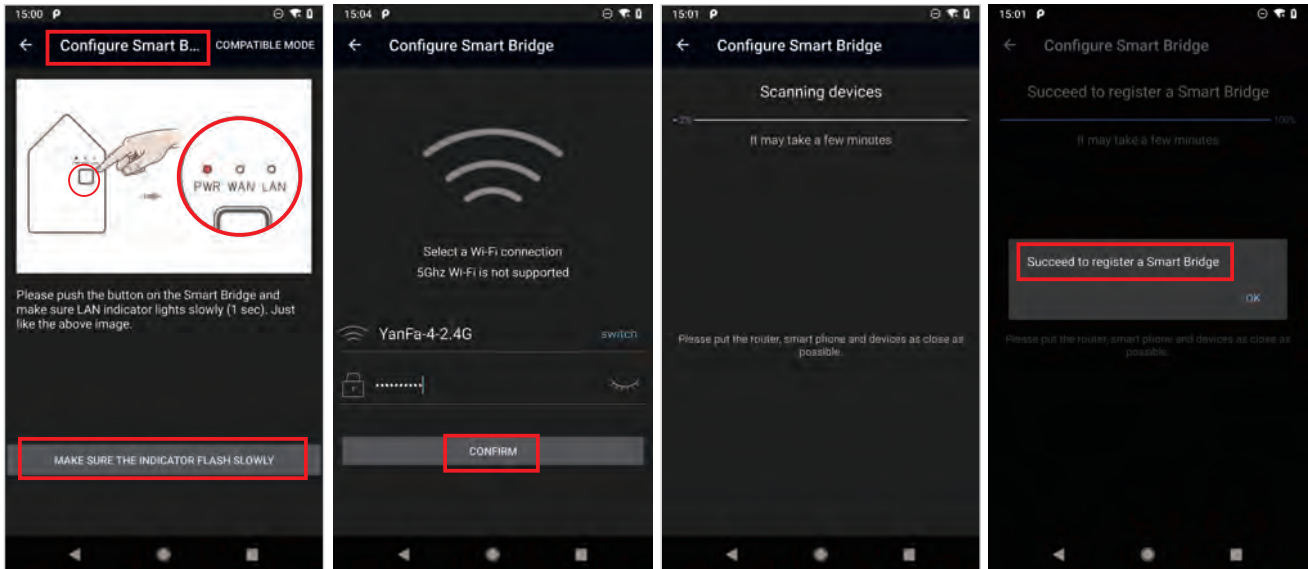 15:00
Configure Smart B...
COMPATIBLE MODE
PWR WAN LAN
Please push the button on the Smart Bridge and
make sure LAN indicator lights slowly (1 sec). Just
like the above image.
MAKE SURE THE INDICATOR FLASH SLOWLY
15:04
Configure Smart Bridge
Select a Wi-Fi connection
5Ghz Wi-Fi is not supported
YanFa-4-2.4G
switch
CONFIRM
15:01
Configure Smart Bridge
Scanning devices
It may take a few minutes
Please put the router, smart phone and devices as close as
possible.
15:01
Configure Smart Bridge
Succeed to register a Smart Bridge
100%
It may take a few minutes
Succeed to register a Smart Bridge
OK
Please put the router, smart phone and devices as close as
possible.